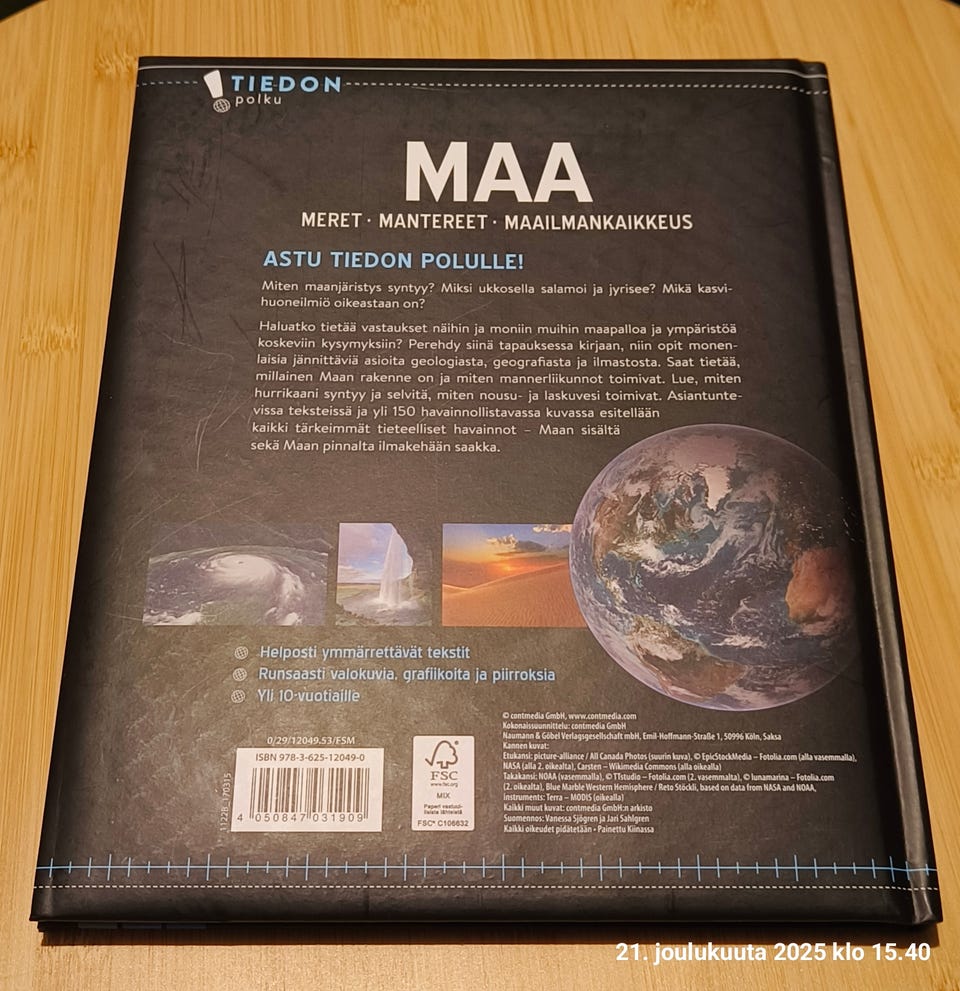 TIEDON
polku
MAA
MERET · MANTEREET · MAAILMANKAIKKEUS
ASTU TIEDON POLULLE!
Miten maanjäristys syntyy? Miksi ukkosella salamoi ja jyrisee? Mikä kasvi-
huoneilmiö oikeastaan on?
Haluatko tietää vastaukset näihin ja moniin muihin maapalloa ja ympäristöä
koskeviin kysymyksiin? Perehdy siinä tapauksessa kirjaan, niin opit monen-
laisia jännittäviä asioita geologiasta, geografiasta ja ilmastosta. Saat tietää,
millainen Maan rakenne on ja miten mannerliikunnot toimivat. Lue, miten
hurrikaani syntyy ja selvitä, miten nousu- ja laskuvesi toimivat. Asiantunte-
vissa teksteissä ja yli 150 havainnollistavassa kuvassa esitellään
kaikki tärkeimmät tieteelliset havainnot – Maan sisältä
sekä Maan pinnalta ilmakehään saakka.
Helposti ymmärrettävät tekstit
Runsaasti valokuvia, grafiikoita ja piirroksia
Yli 10-vuotiaille
0/29/12049.53/FSM
ISBN 978-3-625-12049-0
4 050847 031909
1122B_170315
FSC
www.fsc.org
MIX
Paperi vastuul-
lisista lähteistä
FSC® C106632
© contmedia GmbH, www.contmedia.com
Kokonaissuunnittelu: contmedia GmbH
Naumann & Göbel Verlagsgesellschaft mbH, Emil-Hoffmann-Straße 1, 50996 Köln, Saksa
Kannen kuvat:
Etukansi: picture-alliance / All Canada Photos (suurin kuva), © EpicStockMedia – Fotolia.com (alla vasemmalla),
NASA (alla 2. oikealta), Carsten – Wikimedia Commons (alla oikealla)
Takakansi: NOAA (vasemmalla), © TTstudio – Fotolia.com (2. vasemmalta), © lunamarina – Fotolia.com
(2. oikealta), Blue Marble Western Hemisphere / Reto Stöckli, based on data from NASA and NOAA,
instruments: Terra – MODIS (oikealla)
Kaikki muut kuvat: contmedia GmbH:n arkisto
Suomennos: Vanessa Sjögren ja Jari Sahlgren
Kaikki oikeudet pidätetään - Painettu Kiinassa
21. joulukuuta 2025 klo 15.40